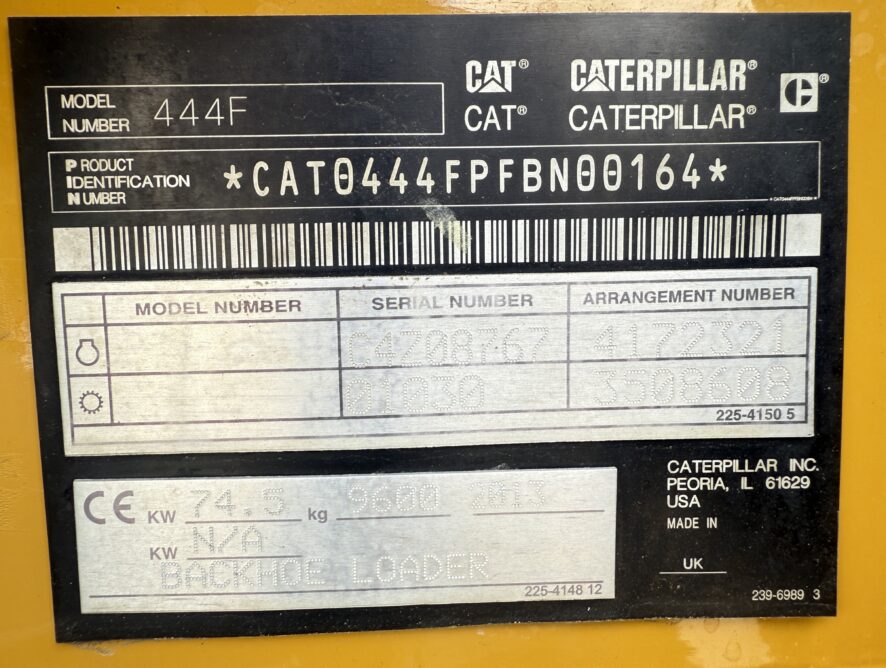 CAT® CATERPILLAR®
CAT® CATERPILLAR®
MODEL NUMBER 444F
PRODUCT IDENTIFICATION NUMBER *CAT0444FPFBN00164*
MODEL NUMBER SERIAL NUMBER ARRANGEMENT NUMBER
C4Z08767 4172321
01030 3508608
225-4150 5
CE KW 74.5 kg 9600 2013
KW N/A
BACKHOE LOADER
225-4148 12
CATERPILLAR INC.
PEORIA, IL 61629
USA
MADE IN
UK
239-6989 3